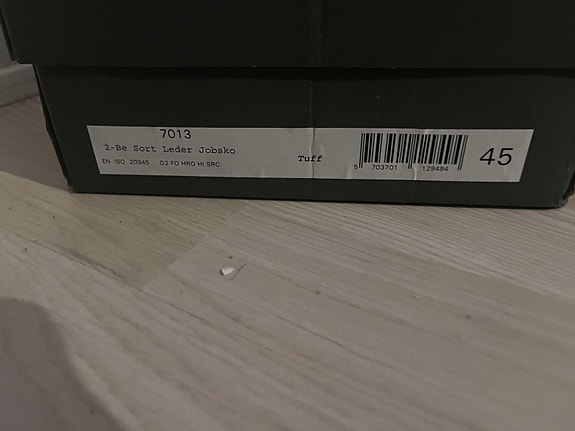 7013
2-Be Sort Leder Jobsko
EN ISO 20345 O2 FO HRO HI SRC
Tuff
5 703701 129494
45